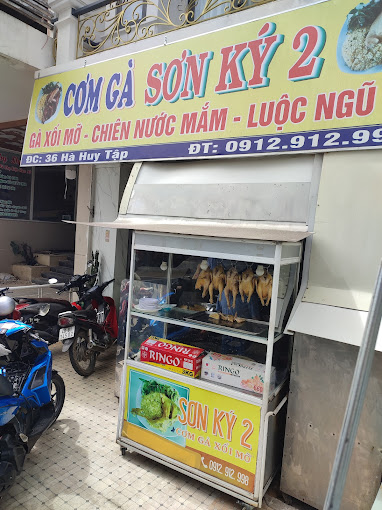 CƠM GÀ SƠN KÝ 2
GÀ XỐI MỠ - CHIÊN NƯỚC MẮM - LUỘC NGŨ
ĐC: 36 Hà Huy Tập ĐT: 0912.912.99
RINGO
RINGO
RINGO
SƠN KÝ 2
CƠM GÀ XỐI MỠ
0912.912.998